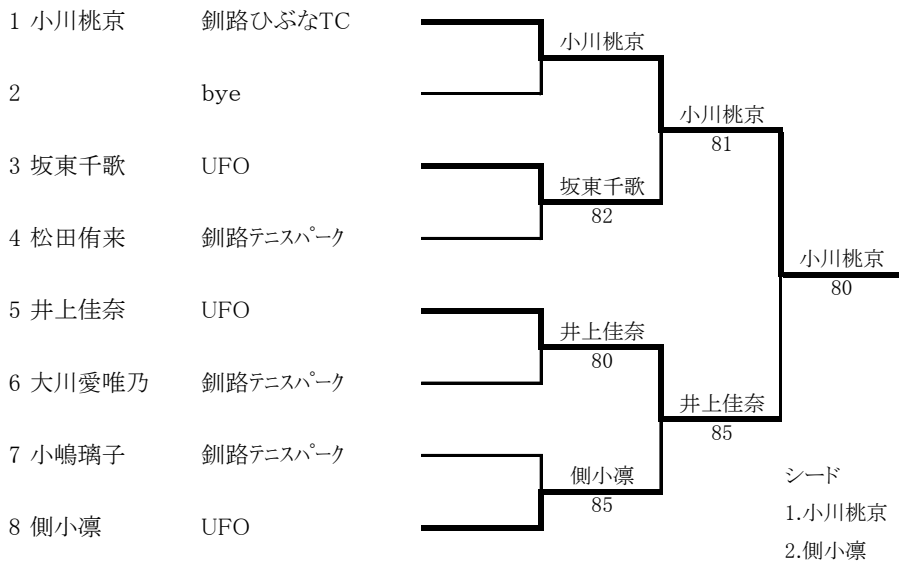 1 小川桃京 釧路ひぶなTC
2 bye
3 坂東千歌 UFO
4 松田侑来 釧路テニスパーク
5 井上佳奈 UFO
6 大川愛唯乃 釧路テニスパーク
7 小嶋璃子 釧路テニスパーク
8 側小凛 UFO
小川桃京
坂東千歌
82
井上佳奈
80
側小凛
85
小川桃京
81
井上佳奈
85
小川桃京
80
シード
1.小川桃京
2.側小凛